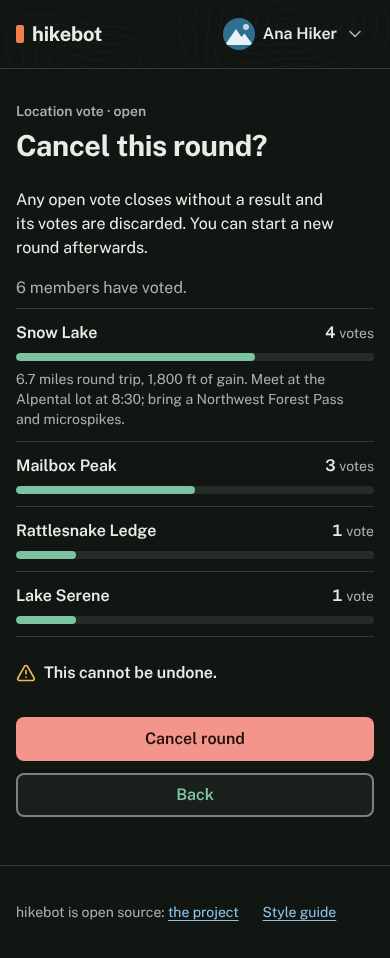 hikebot
Ana Hiker
Location vote · open
Cancel this round?
Any open vote closes without a result and
its votes are discarded. You can start a new
round afterwards.
6 members have voted.
Snow Lake 4 votes
6.7 miles round trip, 1,800 ft of gain. Meet at the
Alpental lot at 8:30; bring a Northwest Forest Pass
and microspikes.
Mailbox Peak 3 votes
Rattlesnake Ledge 1 vote
Lake Serene 1 vote
This cannot be undone.
Cancel round
Back
hikebot is open source: the project Style guide